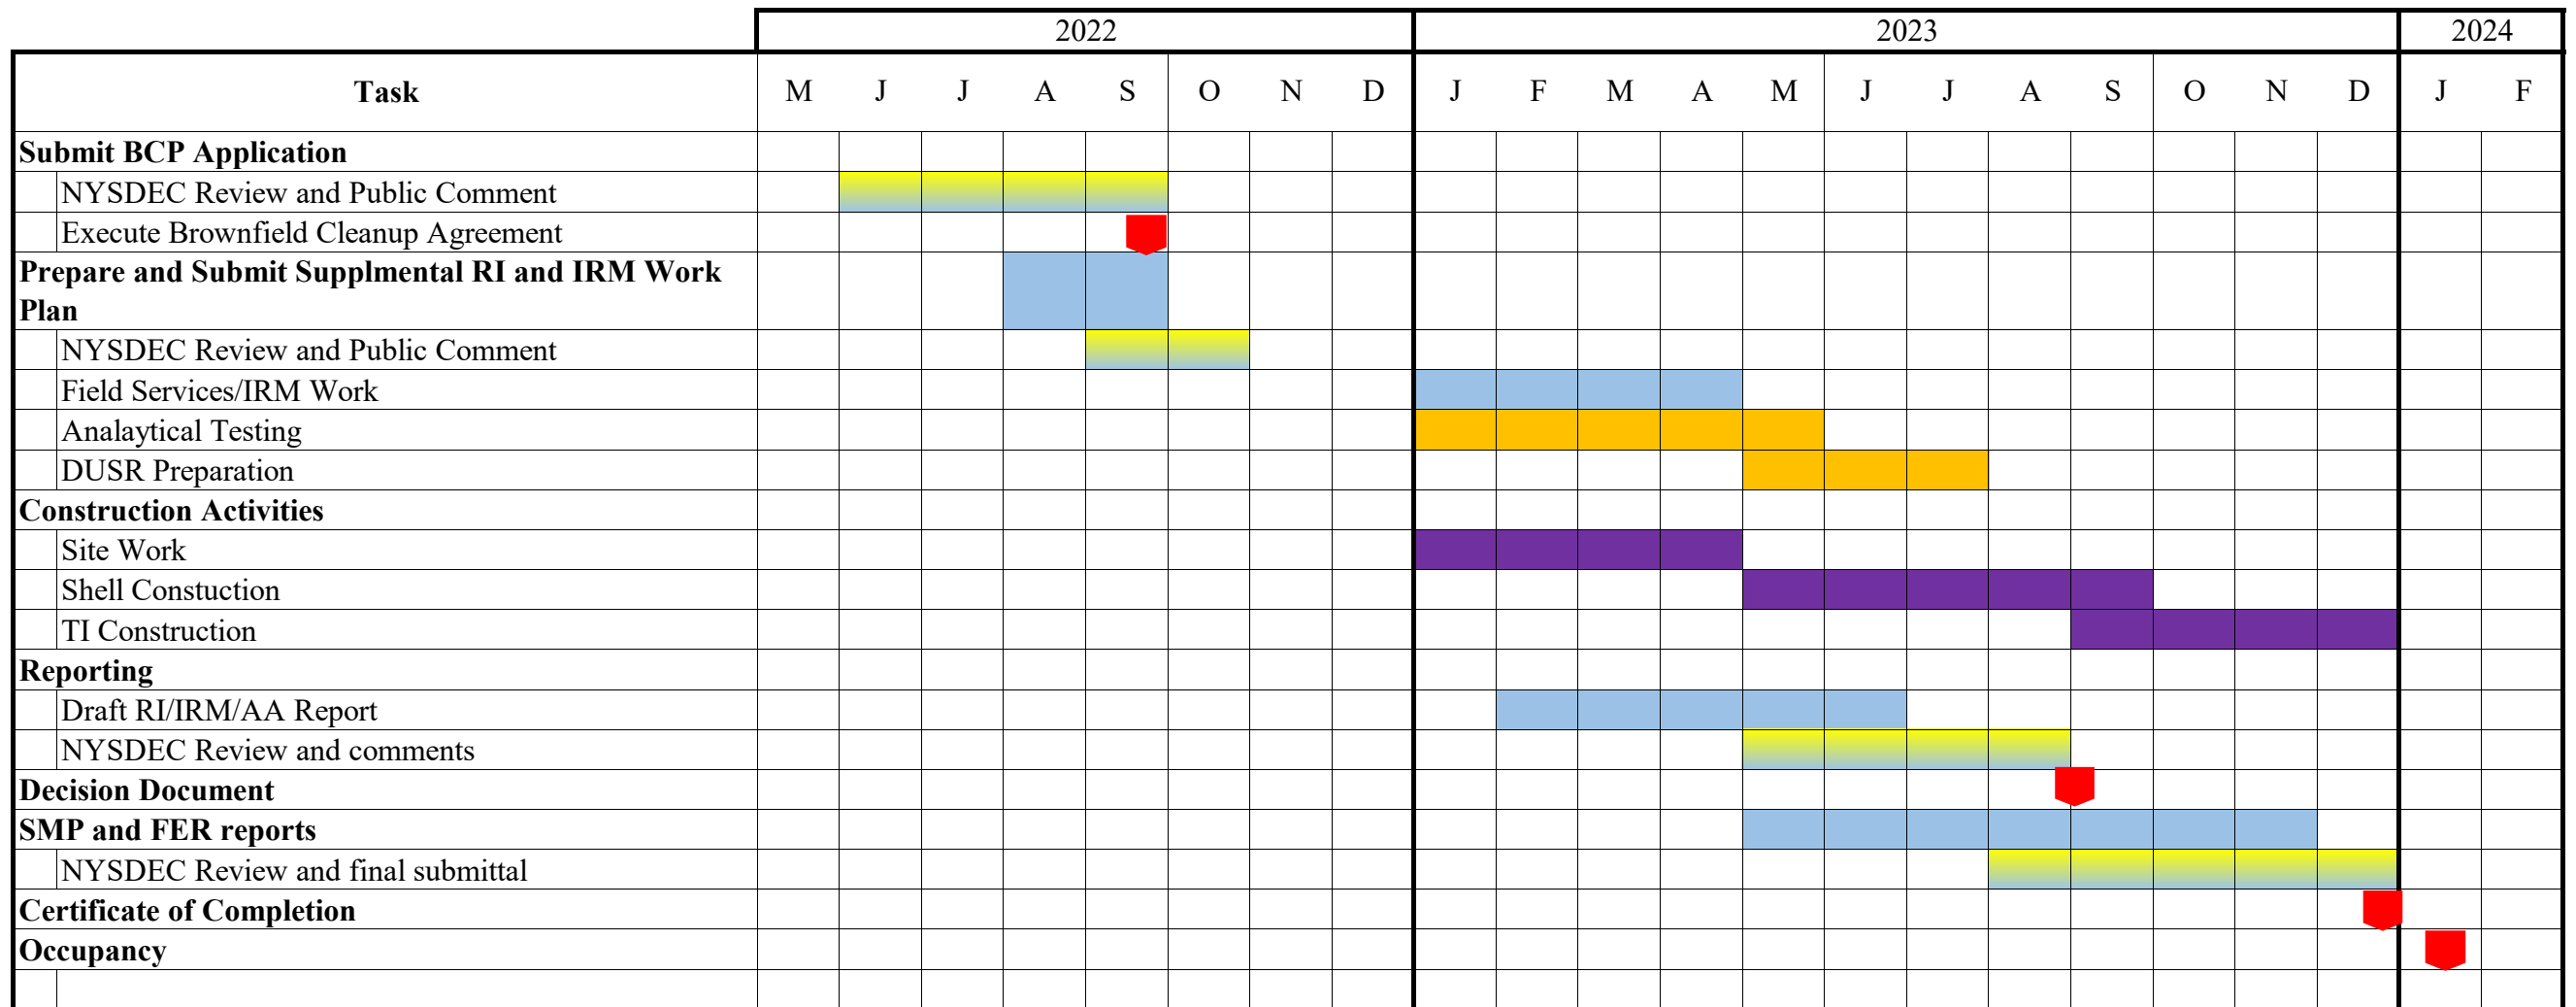 2022 2023 2024
Task M J J A S O N D J F M A M J J A S O N D J F
Submit BCP Application
NYSDEC Review and Public Comment
Execute Brownfield Cleanup Agreement
Prepare and Submit Supplmental RI and IRM Work
Plan
NYSDEC Review and Public Comment
Field Services/IRM Work
Analaytical Testing
DUSR Preparation
Construction Activities
Site Work
Shell Constuction
TI Construction
Reporting
Draft RI/IRM/AA Report
NYSDEC Review and comments
Decision Document
SMP and FER reports
NYSDEC Review and final submittal
Certificate of Completion
Occupancy